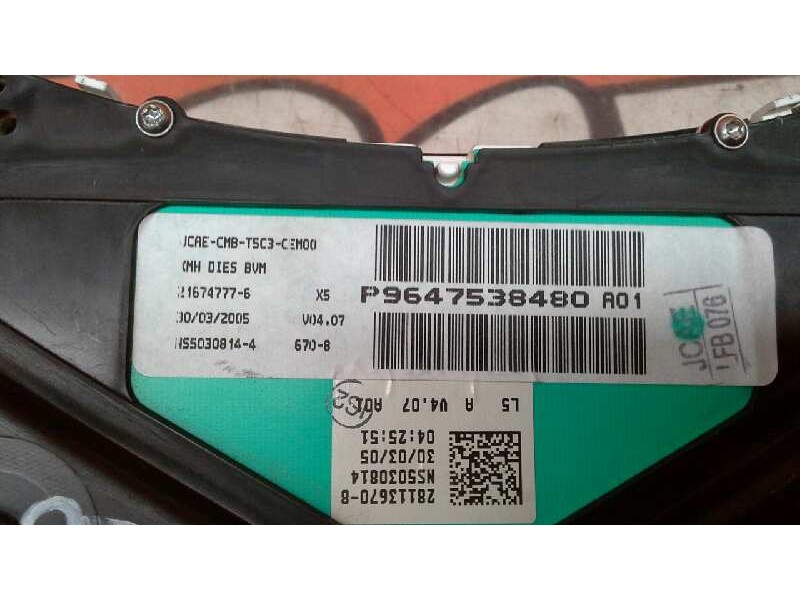 JCAE-CMB-T5C3-CEM00
KMH DIES BVM
21674777-6 X5
30/03/2005 V04.07
NS5030814-4 670-8
P9647538480 A01
JCAE
FB 076
L5 A V4.07 A01
04:25:51
30/03/05
NS5030814
28113670-8